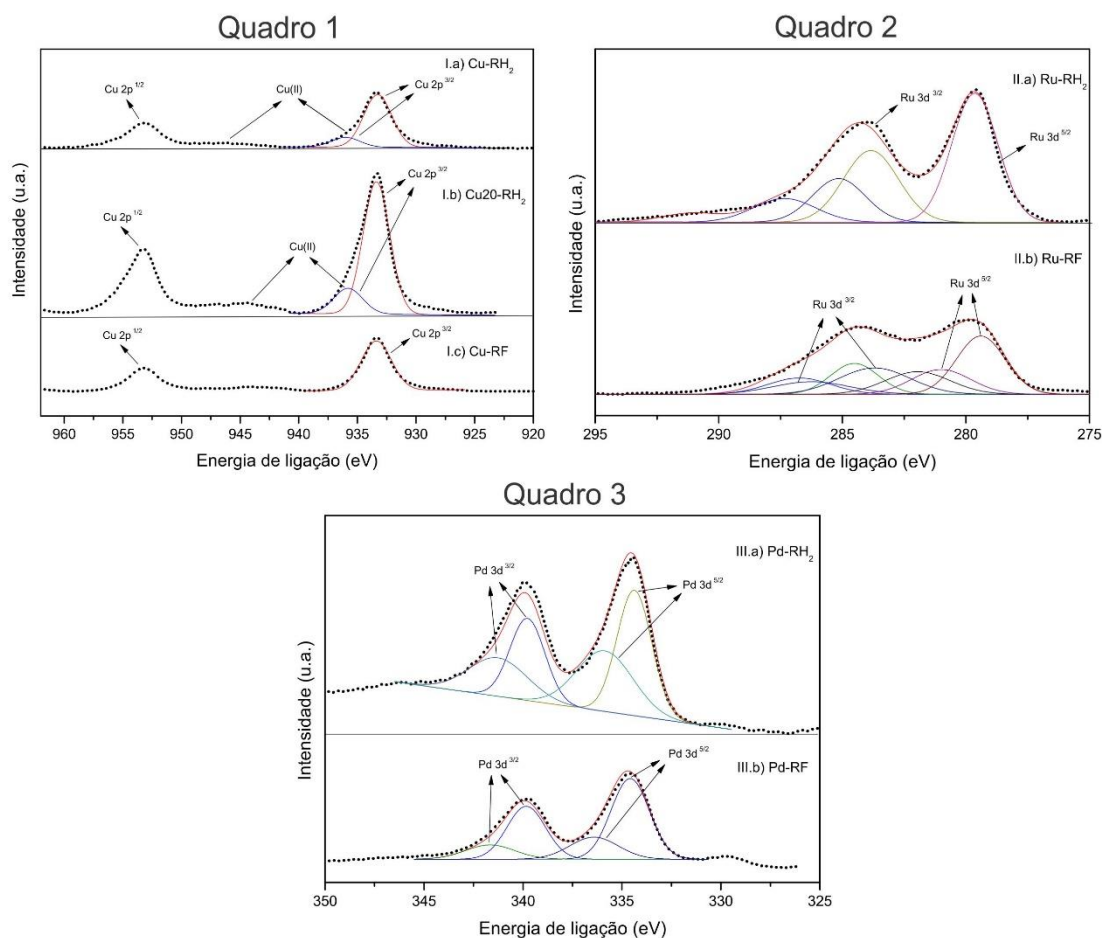 Quadro 1
I.a) Cu-RH₂
Cu 2p 1/2
Cu(II)
Cu 2p 3/2
I.b) Cu20-RH₂
Cu 2p 3/2
Cu 2p 1/2
Cu(II)
I.c) Cu-RF
Cu 2p 1/2
Cu 2p 3/2
Intensidade (u.a.)
960 955 950 945 940 935 930 925 920
Energia de ligação (eV)
Quadro 2
II.a) Ru-RH₂
Ru 3d 3/2
Ru 3d 5/2
II.b) Ru-RF
Ru 3d 3/2
Ru 3d 5/2
Intensidade (u.a.)
295 290 285 280 275
Energia de ligação (eV)
Quadro 3
III.a) Pd-RH₂
Pd 3d 3/2
Pd 3d 5/2
III.b) Pd-RF
Pd 3d 3/2
Pd 3d 5/2
Intensidade (u.a.)
350 345 340 335 330 325
Energia de ligação (eV)